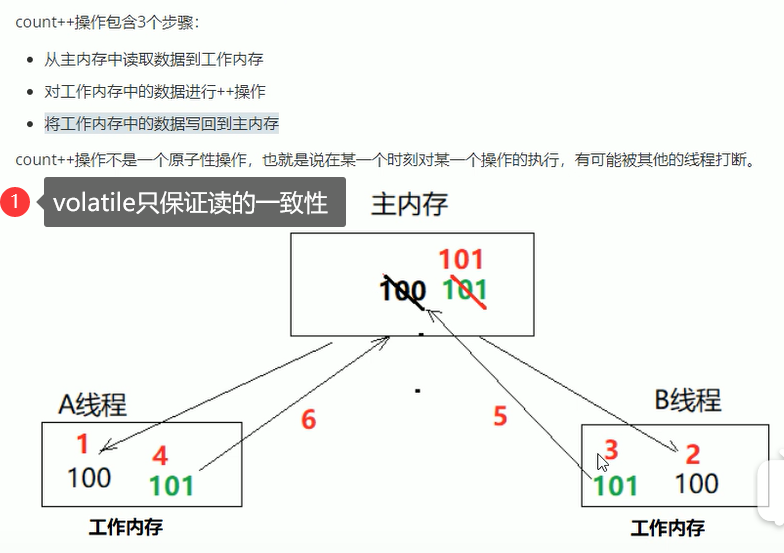 count++操作包含3个步骤：
从主内存中读取数据到工作内存
对工作内存中的数据进行++操作
将工作内存中的数据写回到主内存
count++操作不是一个原子性操作，也就是说在某一个时刻对某一个操作的执行，有可能被其他的线程打断。
1 volatile只保证读的一致性
主内存
101
100 101
A线程
B线程
6 5
1 4
100 101
3 2
101 100
工作内存
工作内存